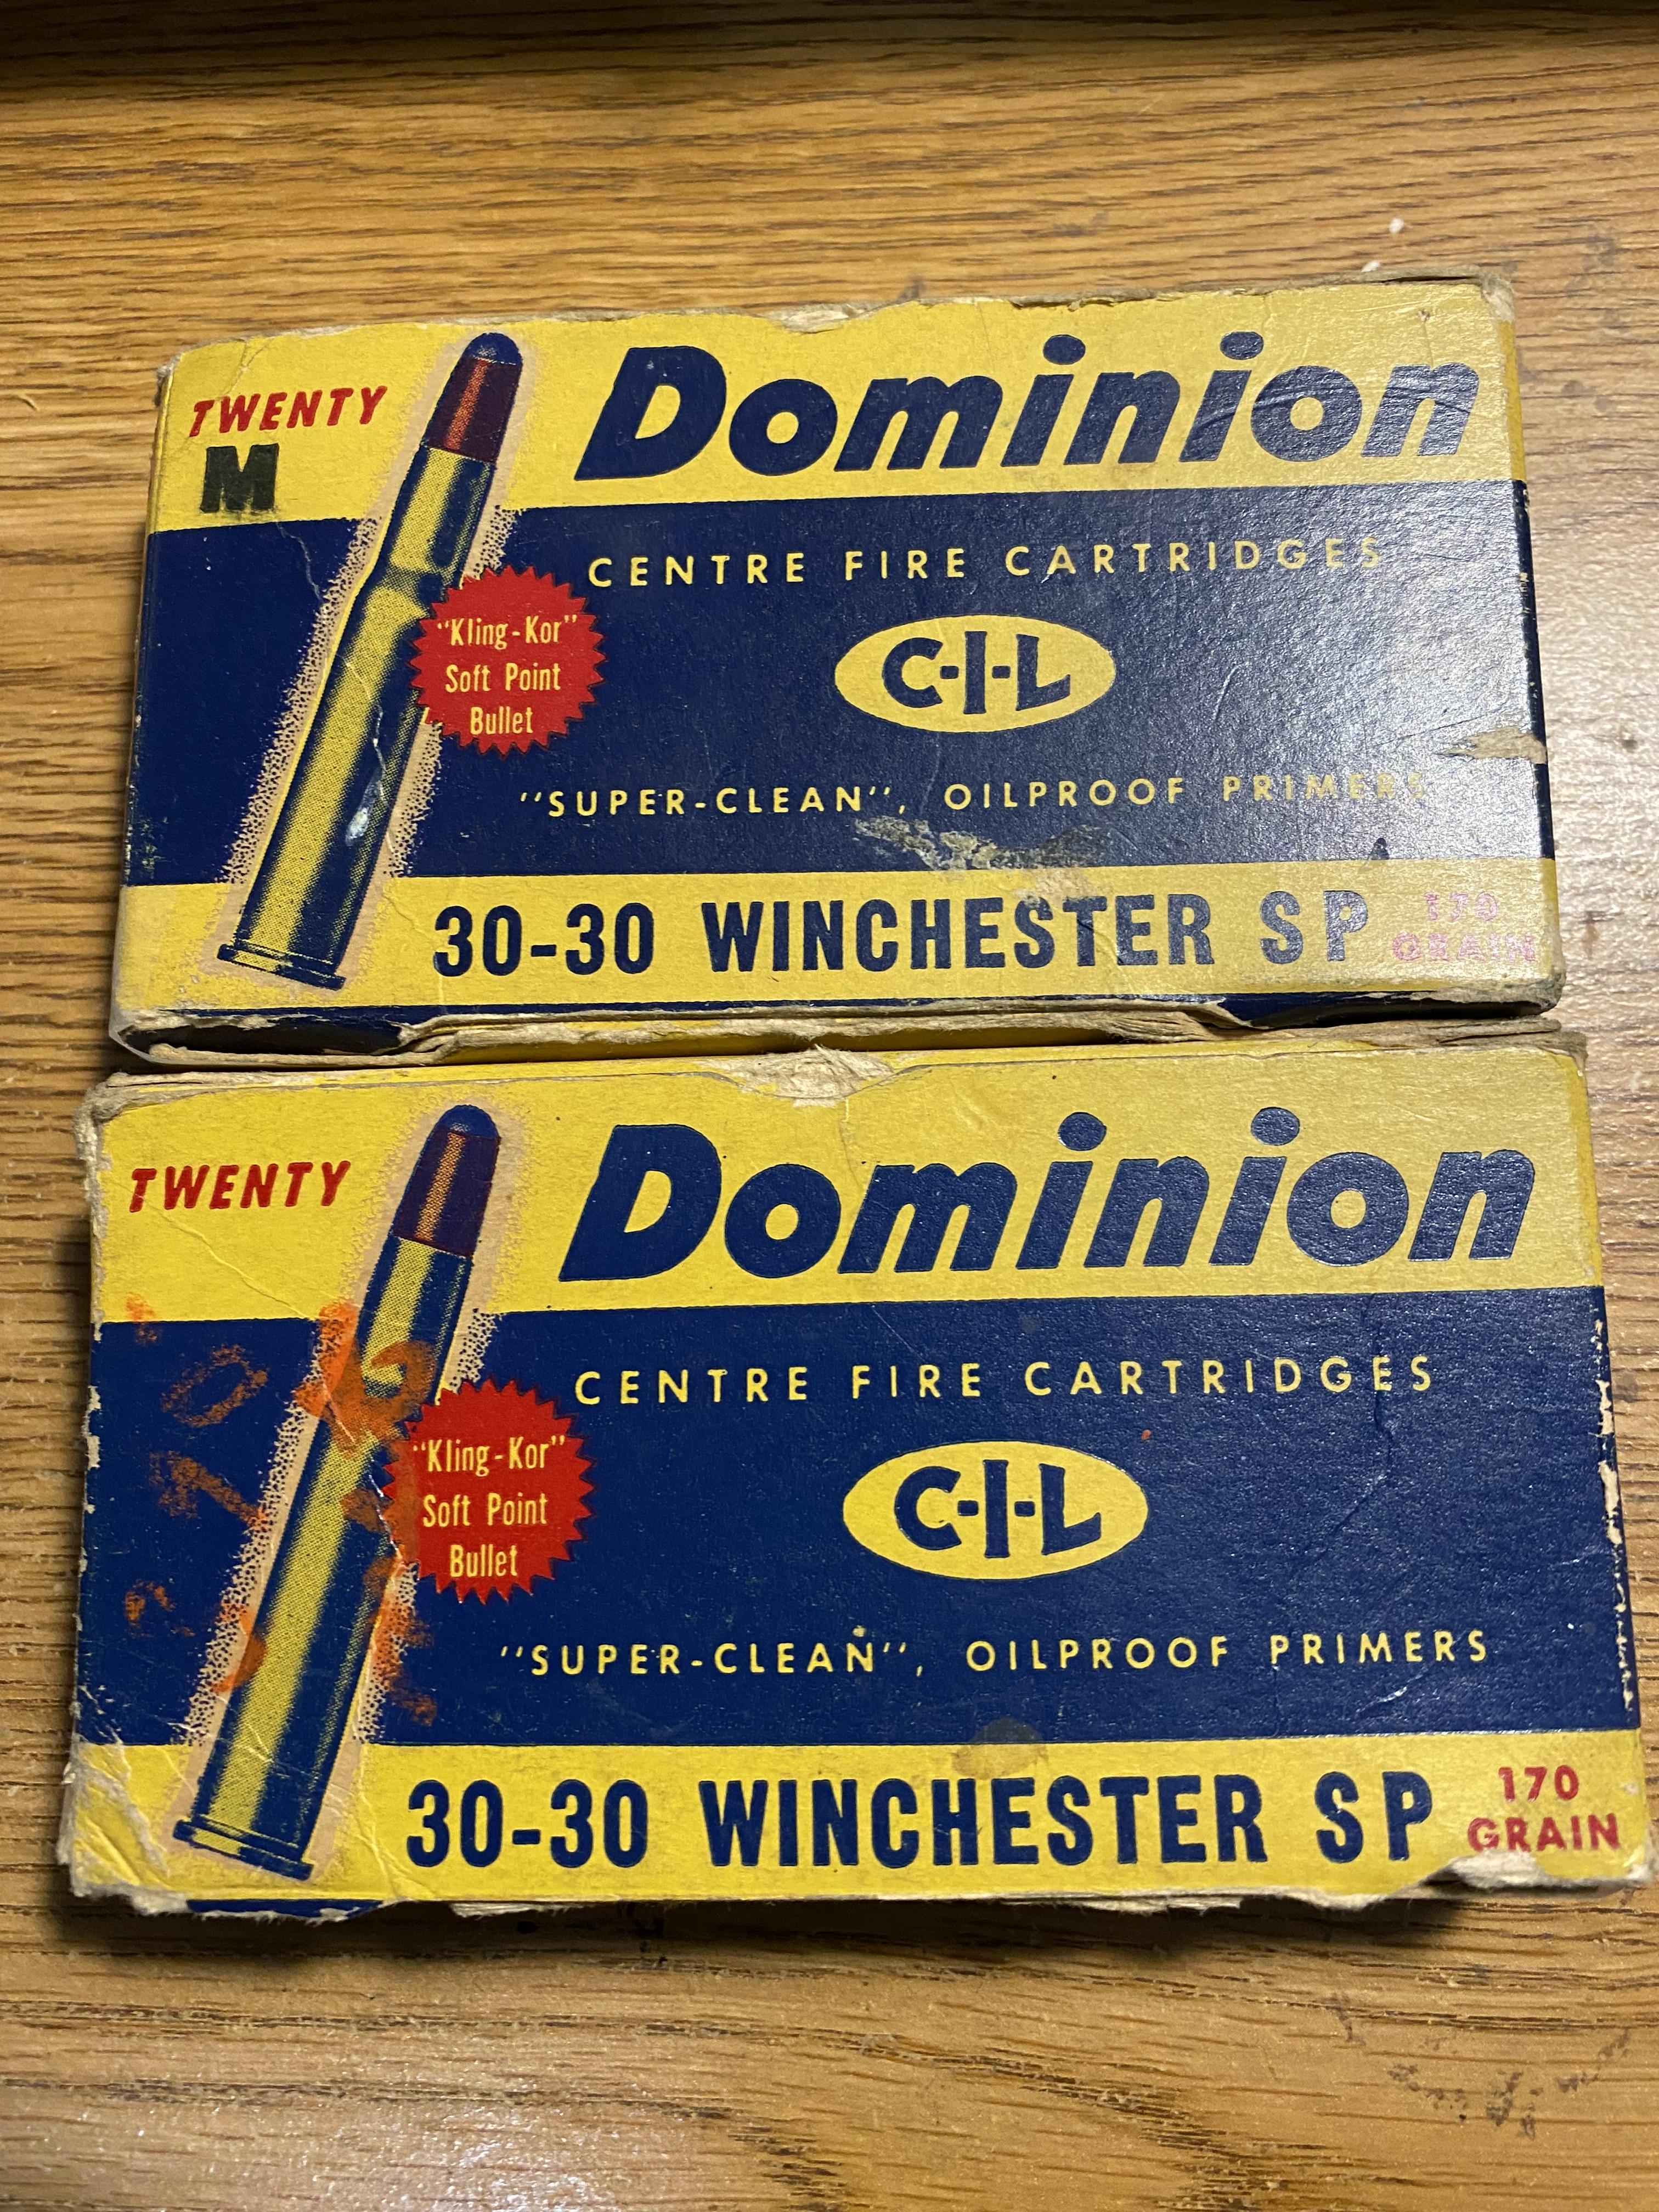 TWENTY
M
Dominion
CENTRE FIRE CARTRIDGES
"Kling-Kor"
Soft Point
Bullet
C-I-L
"SUPER-CLEAN", OILPROOF PRIMERS
30-30 WINCHESTER SP
170
GRAIN
TWENTY
Dominion
CENTRE FIRE CARTRIDGES
"Kling-Kor"
Soft Point
Bullet
C-I-L
"SUPER-CLEAN", OILPROOF PRIMERS
30-30 WINCHESTER SP
170
GRAIN